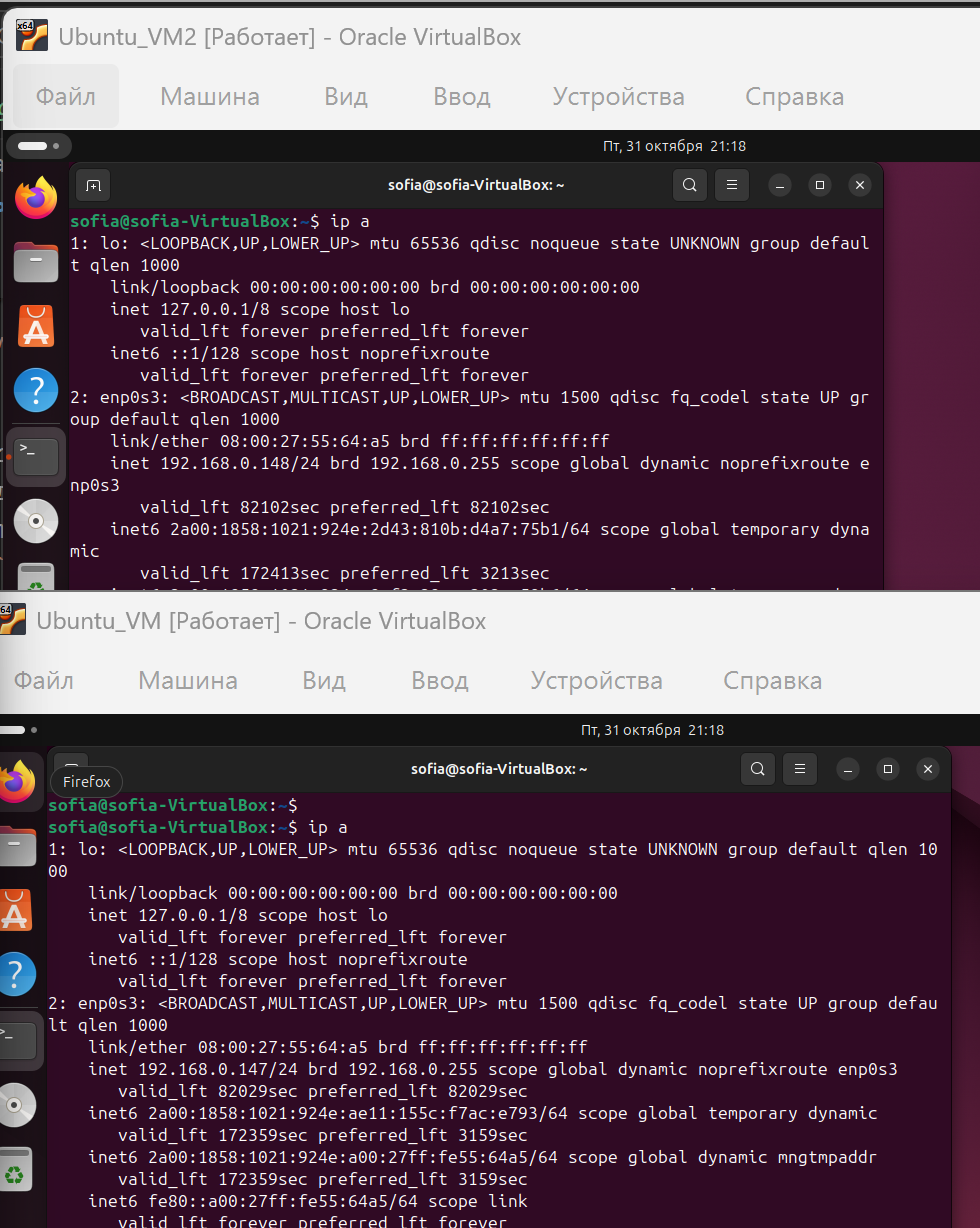 x64
Ubuntu_VM2 [Работает] - Oracle VirtualBox
Файл Машина Вид Ввод Устройства Справка
Пт, 31 октября 21:18
sofia@sofia-VirtualBox: ~
sofia@sofia-VirtualBox:~$ ip a
1: lo: <LOOPBACK,UP,LOWER_UP> mtu 65536 qdisc noqueue state UNKNOWN group defaul
t qlen 1000
link/loopback 00:00:00:00:00:00 brd 00:00:00:00:00:00
inet 127.0.0.1/8 scope host lo
valid_lft forever preferred_lft forever
inet6 ::1/128 scope host noprefixroute
valid_lft forever preferred_lft forever
2: enp0s3: <BROADCAST,MULTICAST,UP,LOWER_UP> mtu 1500 qdisc fq_codel state UP gr
oup default qlen 1000
link/ether 08:00:27:55:64:a5 brd ff:ff:ff:ff:ff:ff
inet 192.168.0.148/24 brd 192.168.0.255 scope global dynamic noprefixroute e
np0s3
valid_lft 82102sec preferred_lft 82102sec
inet6 2a00:1858:1021:924e:2d43:810b:d4a7:75b1/64 scope global temporary dyna
mic
valid_lft 172413sec preferred_lft 3213sec
64
Ubuntu_VM [Работает] - Oracle VirtualBox
Файл Машина Вид Ввод Устройства Справка
Пт, 31 октября 21:18
sofia@sofia-VirtualBox: ~
Firefox
sofia@sofia-VirtualBox:~$
sofia@sofia-VirtualBox:~$ ip a
1: lo: <LOOPBACK,UP,LOWER_UP> mtu 65536 qdisc noqueue state UNKNOWN group default qlen 10
00
link/loopback 00:00:00:00:00:00 brd 00:00:00:00:00:00
inet 127.0.0.1/8 scope host lo
valid_lft forever preferred_lft forever
inet6 ::1/128 scope host noprefixroute
valid_lft forever preferred_lft forever
2: enp0s3: <BROADCAST,MULTICAST,UP,LOWER_UP> mtu 1500 qdisc fq_codel state UP group defau
lt qlen 1000
link/ether 08:00:27:55:64:a5 brd ff:ff:ff:ff:ff:ff
inet 192.168.0.147/24 brd 192.168.0.255 scope global dynamic noprefixroute enp0s3
valid_lft 82029sec preferred_lft 82029sec
inet6 2a00:1858:1021:924e:ae11:155c:f7ac:e793/64 scope global temporary dynamic
valid_lft 172359sec preferred_lft 3159sec
inet6 2a00:1858:1021:924e:a00:27ff:fe55:64a5/64 scope global dynamic mngtmpaddr
valid_lft 172359sec preferred_lft 3159sec
inet6 fe80::a00:27ff:fe55:64a5/64 scope link
valid_lft forever preferred_lft forever